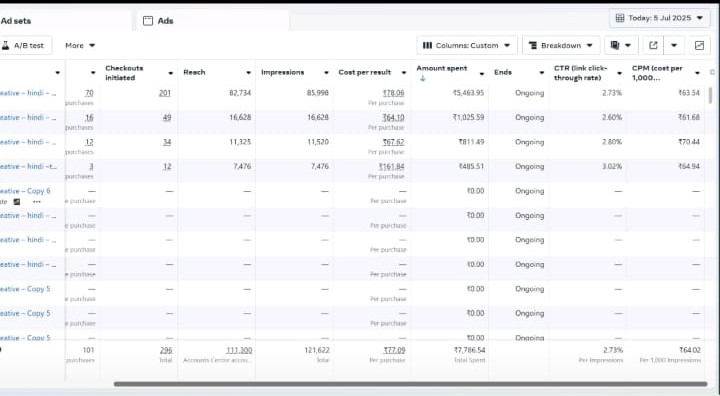 Ad sets Ads Today: 5 Jul 2025
A/B test More Columns: Custom Breakdown
Checkouts initiated Reach Impressions Cost per result Amount spent Ends CTR (link click-through rate) CPM (cost per 1,000...
eative – hindi – ... 70 201 82,734 85,998 ₹78.06 ₹5,463.95 Ongoing 2.73% ₹63.54
purchases Per purchase
eative – hindi – ... 16 49 16,628 16,628 ₹64.10 ₹1,025.59 Ongoing 2.60% ₹61.68
purchases Per purchase
eative – hindi – ... 12 34 11,325 11,520 ₹67.62 ₹811.49 Ongoing 2.80% ₹70.44
purchases Per purchase
eative – hindi –t... 3 12 7,476 7,476 ₹161.84 ₹485.51 Ongoing 3.02% ₹64.94
purchases Per purchase
eative – Copy 6 — — — — — ₹0.00 Ongoing — —
e purchase Per purchase
eative – hindi – ... — — — — — ₹0.00 Ongoing — —
e purchase Per purchase
eative – hindi – ... — — — — — ₹0.00 Ongoing — —
e purchase Per purchase
eative – hindi – ... — — — — — ₹0.00 Ongoing — —
e purchase Per purchase
eative – Copy 5 — — — — — ₹0.00 Ongoing — —
e purchase Per purchase
eative – Copy 5 — — — — — ₹0.00 Ongoing — —
e purchase Per purchase
eative – Copy 5 — — — — — ₹0.00 Ongoing — —
101 296 111,300 121,622 ₹77.09 ₹7,786.54 2.73% ₹64.02
purchases Total Accounts Centre accou... Total Per purchase Total Spent Per Impressions Per 1,000 Impressions